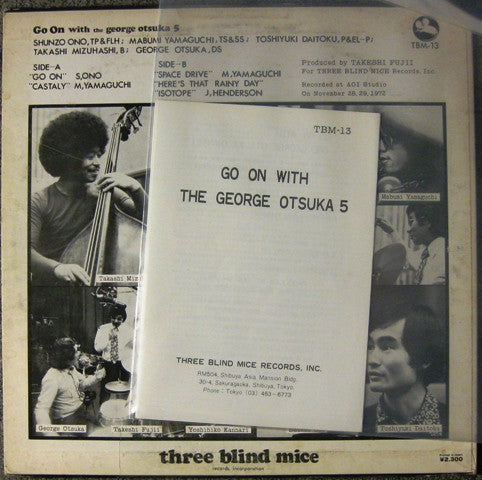 Go On with the george otsuka 5
SHUNZO ONO, TP&FLH; MABUMI YAMAGUCHI, TS&SS; TOSHIYUKI DAITOKU, P&EL-P;
TAKASHI MIZUHASHI, B; GEORGE OTSUKA, DS
TBM-13
SIDE-A
"GO ON" S, ONO
"CASTALY" M, YAMAGUCHI
SIDE-B
"SPACE DRIVE" M, YAMAGUCHI
"HERE'S THAT RAINY DAY"
"ISOTOPE" J, HENDERSON
Produced by TAKESHI FUJII
for THREE BLIND MICE Records, Inc.
Recorded at AOI Studio
on November 28, 29, 1972
TBM-13
GO ON WITH
THE GEORGE OTSUKA 5
Mabumi Yamaguchi
Takashi Miz
THREE BLIND MICE RECORDS, INC.
RM504, Shibuya Asia Mansion Bldg.
30-4, Sakuragaoka, Shibuya, Tokyo.
Phone : Tokyo (03) 463-6773
George Otsuka
Takeshi Fujii
Yoshihiko Kannari
Toshiyuki Daitoku
three blind mice
records, incorporation
¥2,300